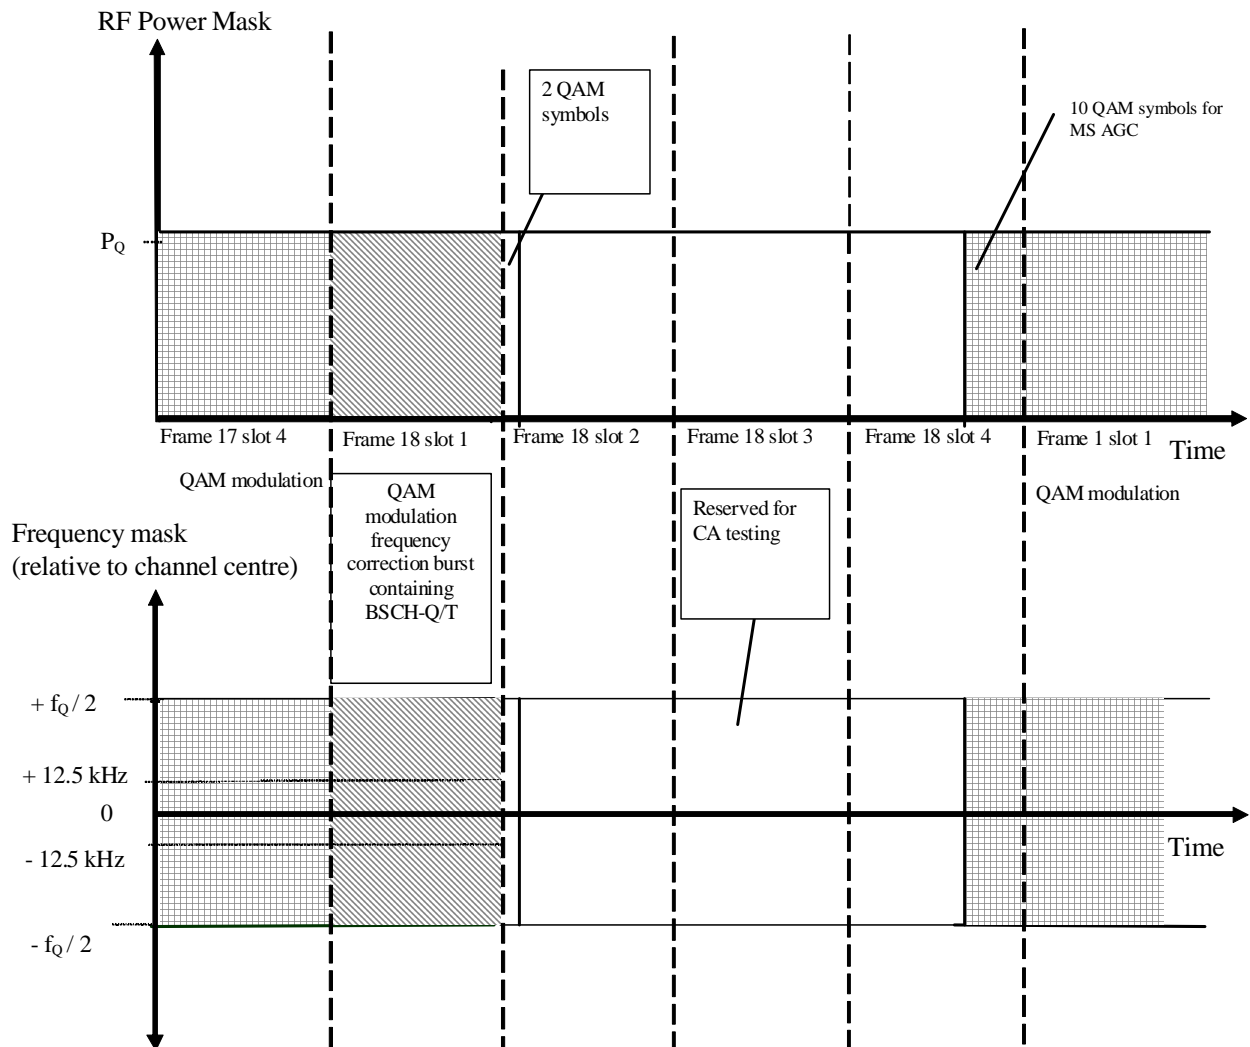 RF Power Mask
2 QAM
symbols
10 QAM symbols for
MS AGC
PQ
Frame 17 slot 4
Frame 18 slot 1
Frame 18 slot 2
Frame 18 slot 3
Frame 18 slot 4
Frame 1 slot 1
Time
QAM modulation
QAM
modulation
frequency
correction burst
containing
BSCH-Q/T
Reserved for
CA testing
QAM modulation
Frequency mask
(relative to channel centre)
+ fQ / 2
+ 12.5 kHz
0
- 12.5 kHz
Time
- fQ / 2